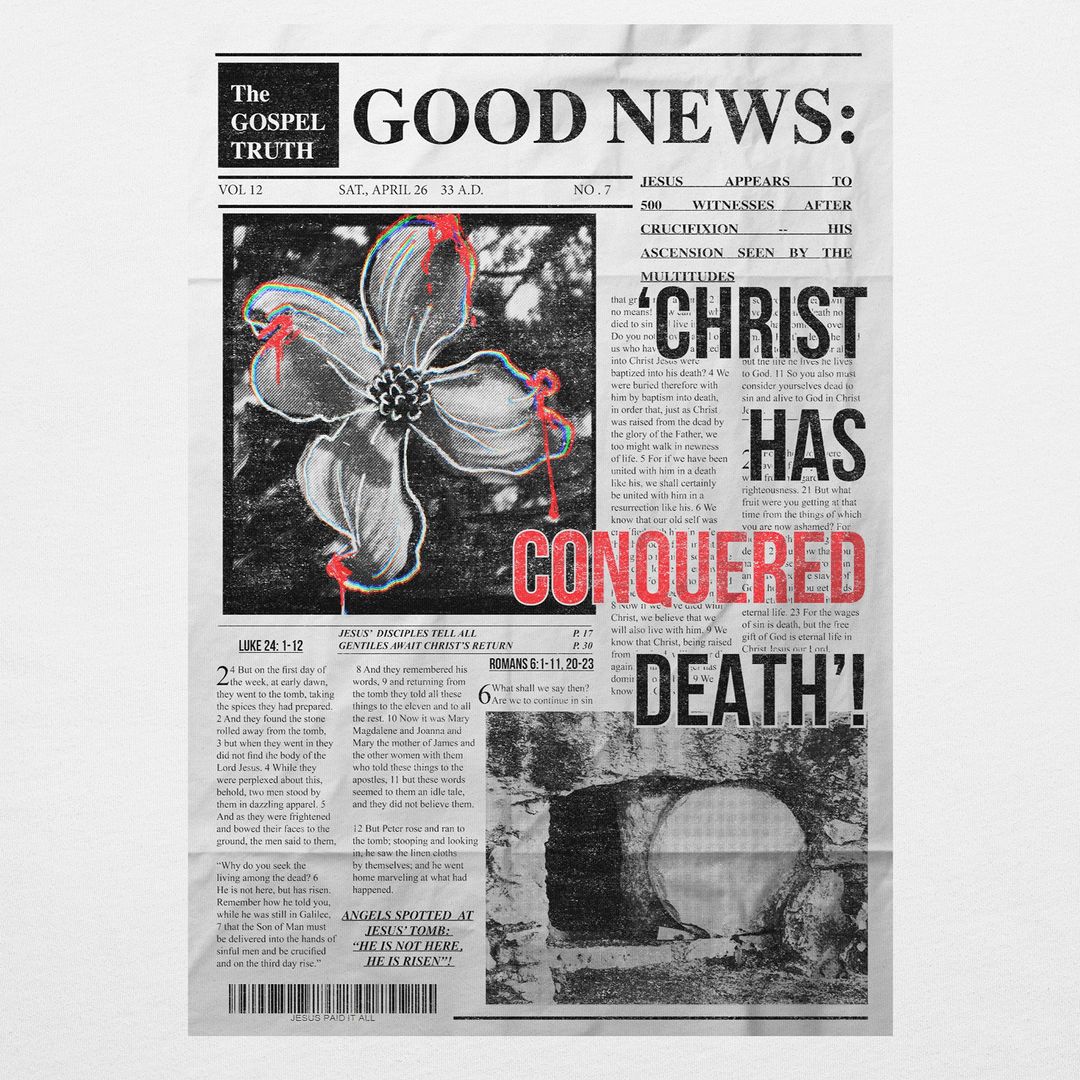 The
GOSPEL
TRUTH
GOOD NEWS:
VOL 12 SAT., APRIL 26 33 A.D. NO . 7
JESUS APPEARS TO
500 WITNESSES AFTER
CRUCIFIXION -- HIS
ASCENSION SEEN BY THE
MULTITUDES
‘CHRIST
HAS
CONQUERED
DEATH’!
JESUS’ DISCIPLES TELL ALL P. 17
GENTILES AWAIT CHRIST’S RETURN P. 30
LUKE 24: 1-12
24 But on the first day of
the week, at early dawn,
they went to the tomb, taking
the spices they had prepared.
2 And they found the stone
rolled away from the tomb,
3 but when they went in they
did not find the body of the
Lord Jesus. 4 While they
were perplexed about this,
behold, two men stood by
them in dazzling apparel. 5
And as they were frightened
and bowed their faces to the
ground, the men said to them,
“Why do you seek the
living among the dead? 6
He is not here, but has risen.
Remember how he told you,
while he was still in Galilee,
7 that the Son of Man must
be delivered into the hands of
sinful men and be crucified
and on the third day rise.”
8 And they remembered his
words, 9 and returning from
the tomb they told all these
things to the eleven and to all
the rest. 10 Now it was Mary
Magdalene and Joanna and
Mary the mother of James and
the other women with them
who told these things to the
apostles, 11 but these words
seemed to them an idle tale,
and they did not believe them.
12 But Peter rose and ran to
the tomb; stooping and looking
in, he saw the linen cloths
by themselves; and he went
home marveling at what had
happened.
ANGELS SPOTTED AT
JESUS’ TOMB:
“HE IS NOT HERE,
HE IS RISEN”!
JESUS PAID IT ALL
ROMANS 6:1-11, 20-23
6 What shall we say then?
Are we to continue in sin
that
no means!
died to sin live
Do you not
us who
into Christ Jesus were
baptized into his death? 4 We
were buried therefore with
him by baptism into death,
in order that, just as Christ
was raised from the dead by
the glory of the Father, we
too might walk in newness
of life. 5 For if we have been
united with him in a death
like his, we shall certainly
be united with him in a
resurrection like his. 6 We
know that our old self was
8 Now if we died with
Christ, we believe that we
will also live with him. 9 We
know that Christ, being raised
from
again
9 We
know
but the life he lives he lives
to God. 11 So you also must
consider yourselves dead to
sin and alive to God in Christ
righteousness. 21 But what
fruit were you getting at that
time from the things of which
you are now ashamed? For
eternal life. 23 For the wages
of sin is death, but the free
gift of God is eternal life in
Christ Jesus our Lord.